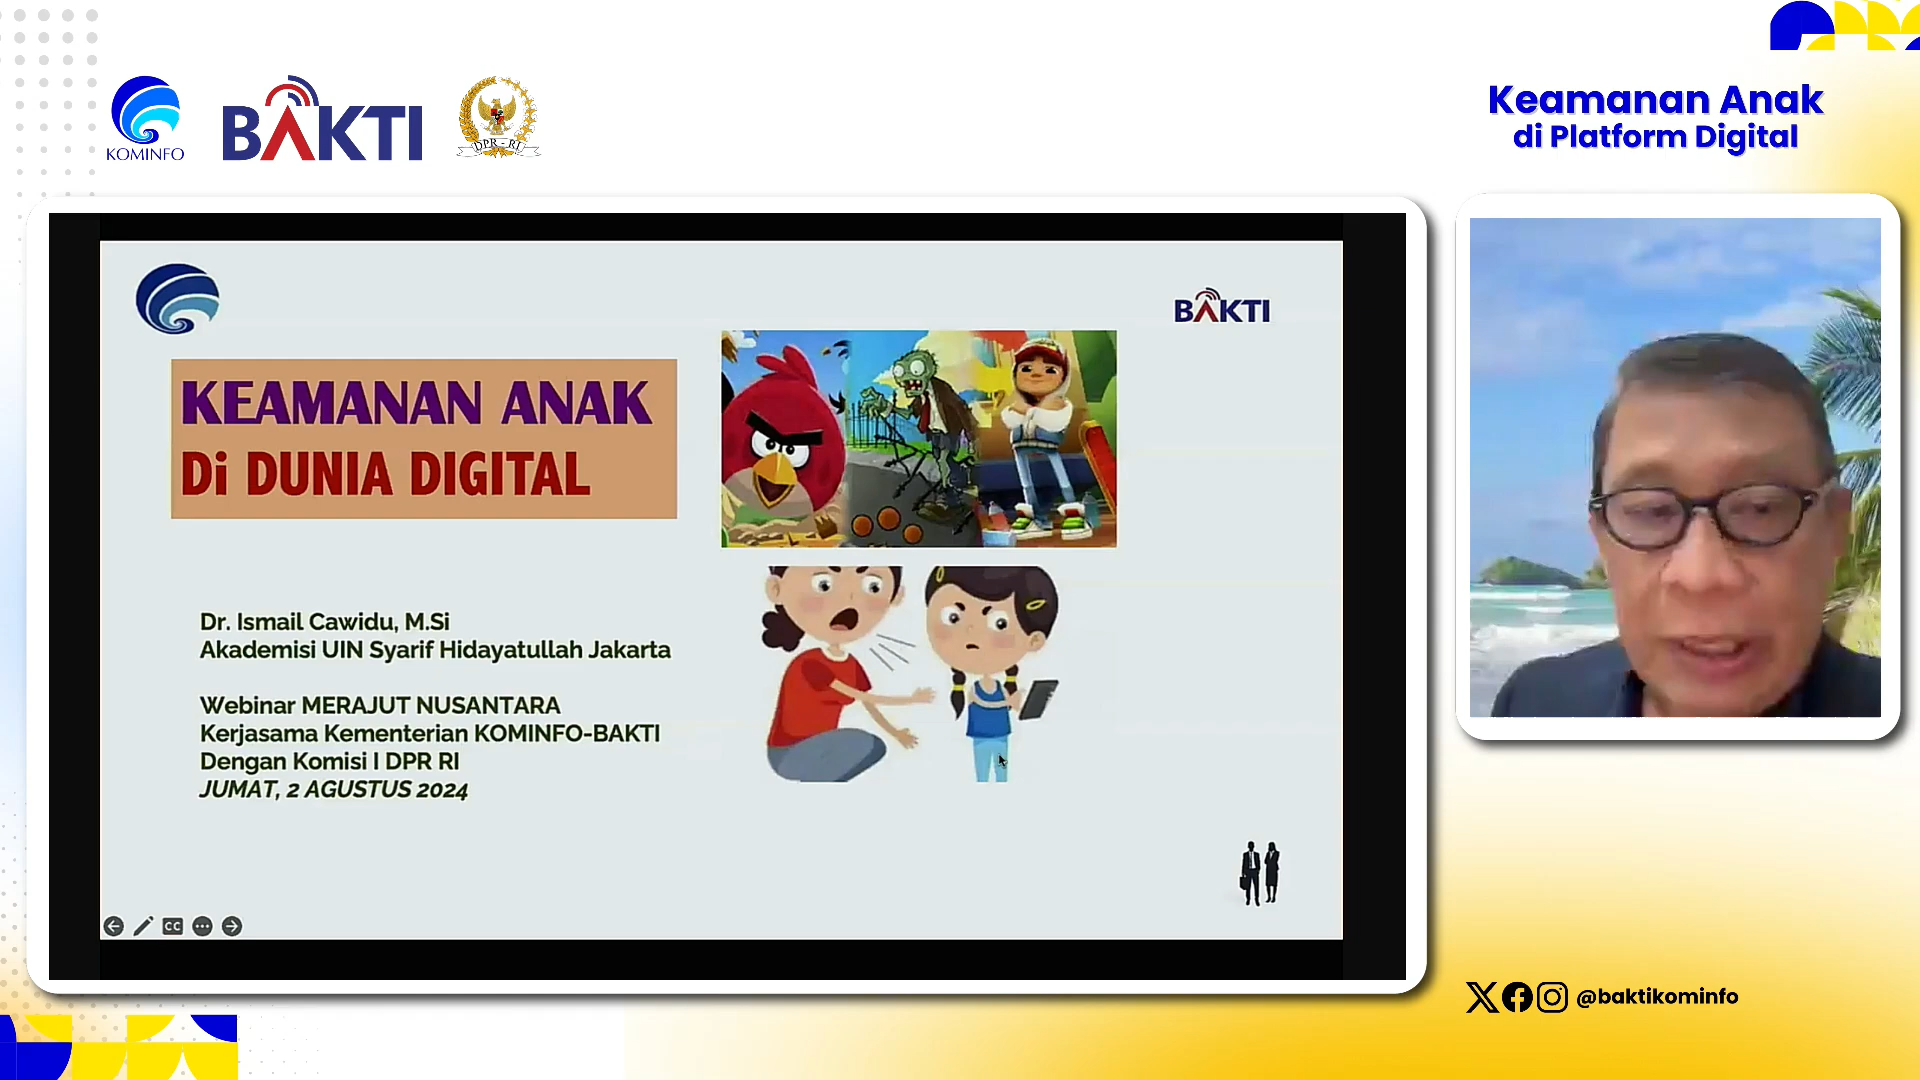 KOMINFO
BAKTI
DPR - RI
Keamanan Anak
di Platform Digital
BAKTI
KEAMANAN ANAK
Di DUNIA DIGITAL
Dr. Ismail Cawidu, M.Si
Akademisi UIN Syarif Hidayatullah Jakarta
Webinar MERAJUT NUSANTARA
Kerjasama Kementerian KOMINFO-BAKTI
Dengan Komisi I DPR RI
JUMAT, 2 AGUSTUS 2024
CC
@baktikominfo